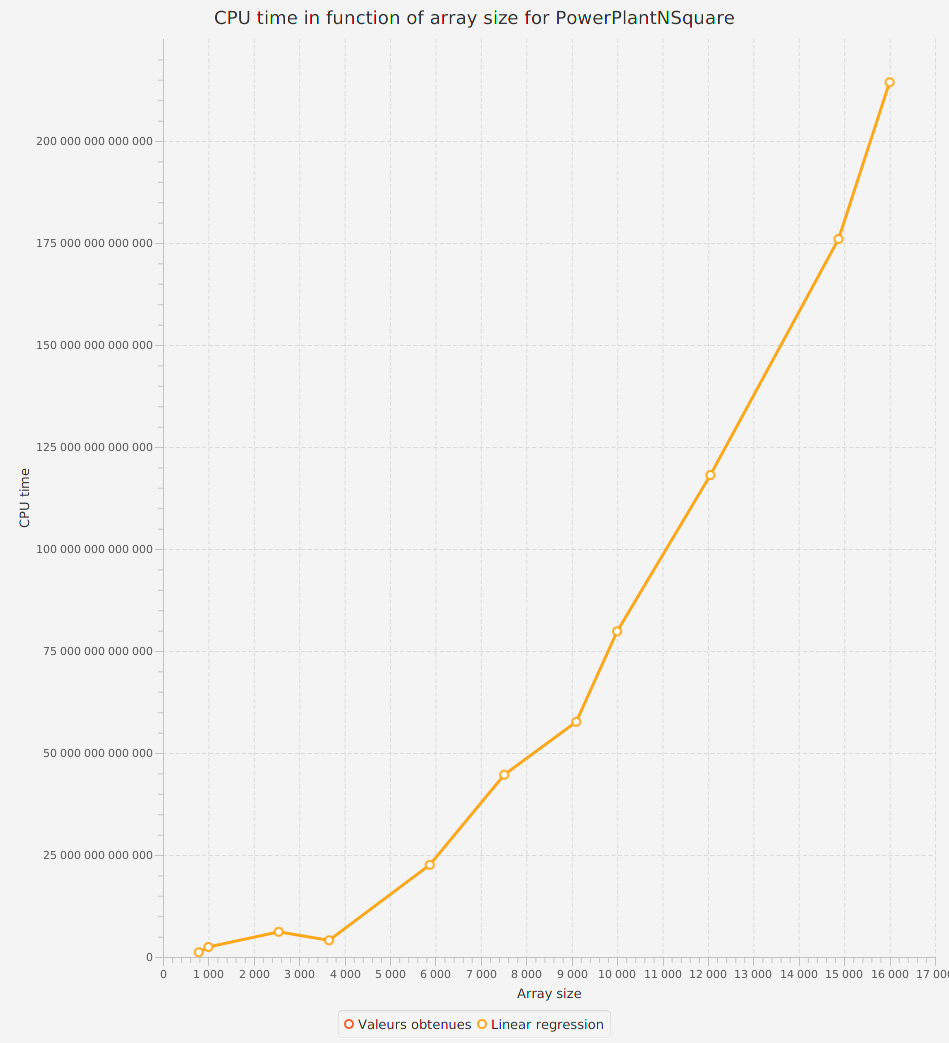 CPU time in function of array size for PowerPlantNSquare
200 000 000 000 000
175 000 000 000 000
150 000 000 000 000
125 000 000 000 000
100 000 000 000 000
75 000 000 000 000
50 000 000 000 000
25 000 000 000 000
0
CPU time
0 1 000 2 000 3 000 4 000 5 000 6 000 7 000 8 000 9 000 10 000 11 000 12 000 13 000 14 000 15 000 16 000 17 00
Array size
Valeurs obtenues Linear regression